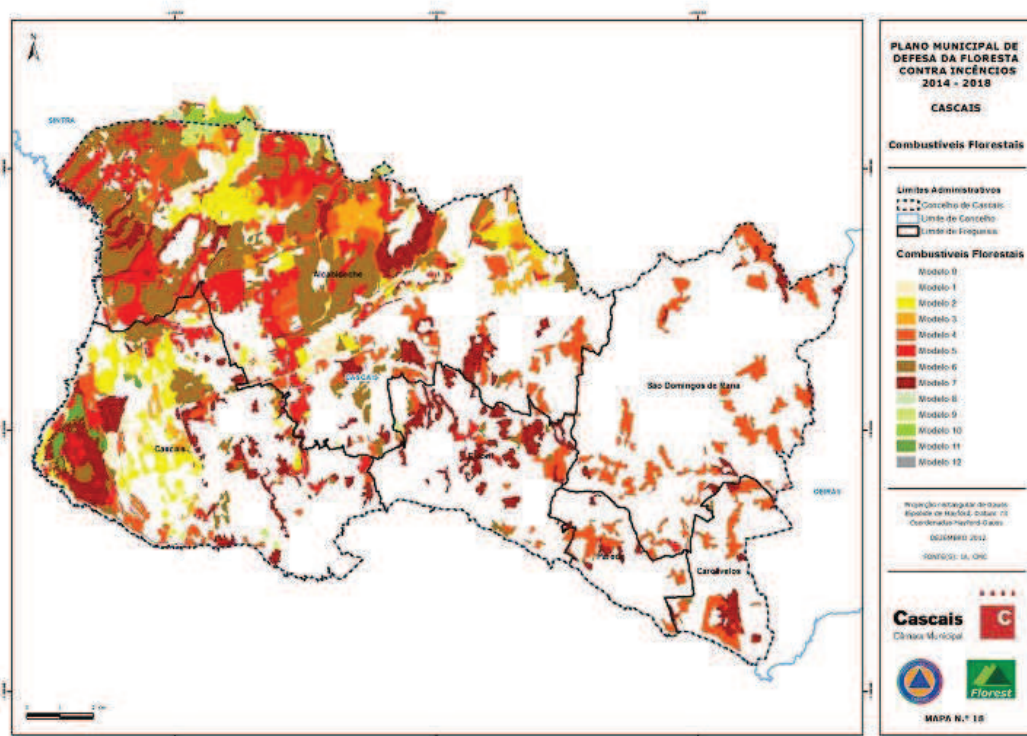 PLANO MUNICIPAL DE
DEFESA DA FLORESTA
CONTRA INCÊNCIOS
2014 - 2018
CASCAIS
Combustíveis Florestais
Limites Administrativos
Concelho de Cascais
Limite de Concelho
Limite de Freguesia
Combustíveis Florestais
Modelo 0
Modelo 1
Modelo 2
Modelo 3
Modelo 4
Modelo 5
Modelo 6
Modelo 7
Modelo 8
Modelo 9
Modelo 10
Modelo 11
Modelo 12
DEZEMBRO 2012
Cascais
Câmara Municipal
C
Florest
MAPA N.º 18
N
SINTRA
Alcabideche
CASCAIS
São Domingos de Rana
Cascais
Estoril
OEIRAS
Parede
Carcavelos